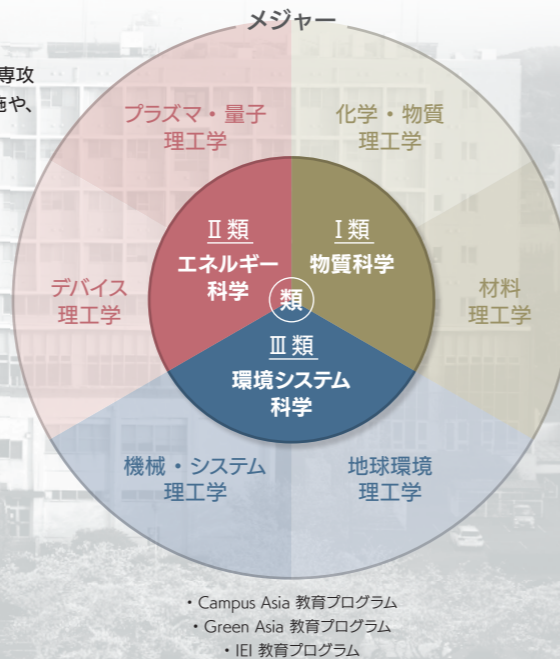 メジャー
専攻
施や、
プラズマ・量子
理工学
化学・物質
理工学
Ⅱ類
エネルギー
科学
Ⅰ類
物質科学
類
デバイス
理工学
材料
理工学
Ⅲ類
環境システム
科学
機械・システム
理工学
地球環境
理工学
・Campus Asia 教育プログラム
・Green Asia 教育プログラム
・IEI 教育プログラム